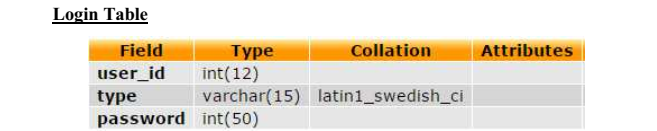 Login Table
Field Type Collation Attributes
user_id int(12)
type varchar(15) latin1_swedish_ci
password int(50)